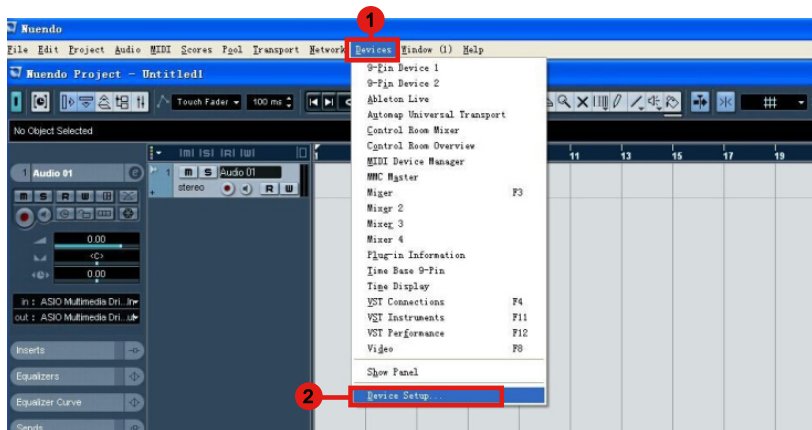 1
Nuendo
File Edit Project Audio MIDI Scores Pool Transport Network Devices Window (1) Help
Nuendo Project - Untitled1
Touch Fader 100 ms
No Object Selected
11 13 15 17 19
1 Audio 01
m S Audio 01
stereo R W
m S R W
0.00
<C>
0.00
in : ASIO Multimedia Dri..In
out : ASIO Multimedia Dri..ut
Inserts
Equalizers
Equalizer Curve
Sends
9-Pin Device 1
9-Pin Device 2
Ableton Live
Automap Universal Transport
Control Room Mixer
Control Room Overview
MIDI Device Manager
MMC Master
Mixer F3
Mixer 2
Mixer 3
Mixer 4
Plug-in Information
Time Base 9-Pin
Time Display
VST Connections F4
VST Instruments F11
VST Performance F12
Video F8
Show Panel
2
Device Setup...